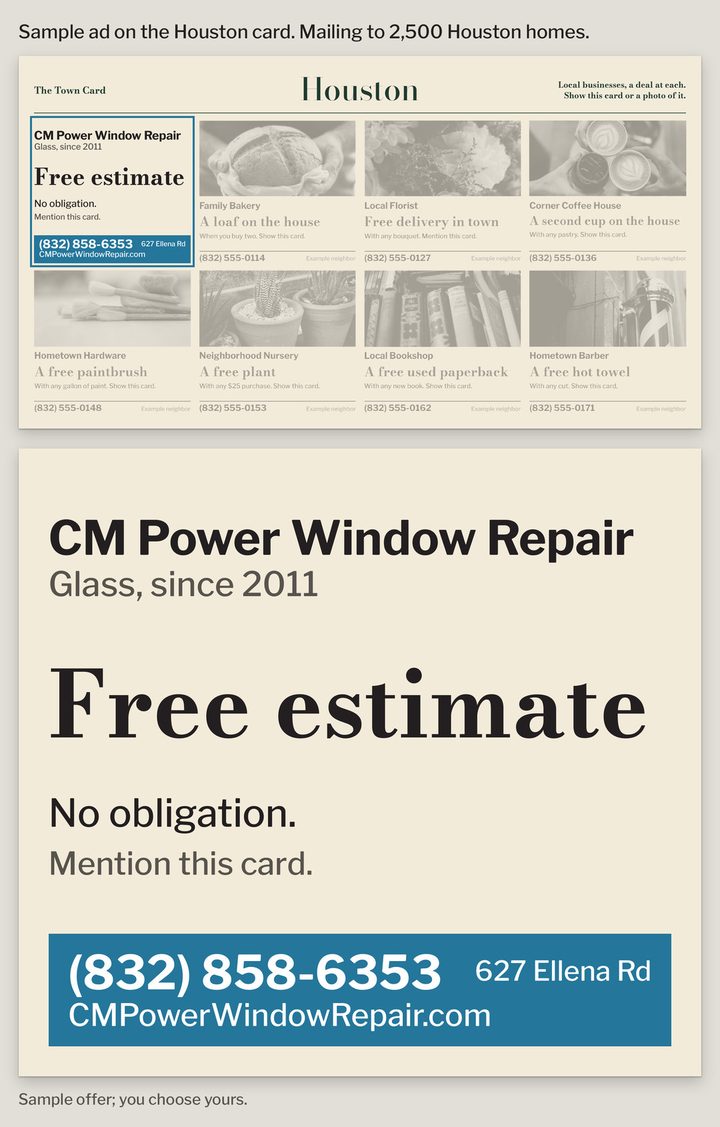 Sample ad on the Houston card. Mailing to 2,500 Houston homes.
The Town Card
Houston
Local businesses, a deal at each.
Show this card or a photo of it.
CM Power Window Repair
Glass, since 2011
Free estimate
No obligation.
Mention this card.
(832) 858-6353 627 Ellena Rd
CMPowerWindowRepair.com
Family Bakery
A loaf on the house
When you buy two. Show this card.
(832) 555-0114 Example neighbor
Local Florist
Free delivery in town
With any bouquet. Mention this card.
(832) 555-0127 Example neighbor
Corner Coffee House
A second cup on the house
With any pastry. Show this card.
(832) 555-0136 Example neighbor
Hometown Hardware
A free paintbrush
With any gallon of paint. Show this card.
(832) 555-0148 Example neighbor
Neighborhood Nursery
A free plant
With any $25 purchase. Show this card.
(832) 555-0153 Example neighbor
Local Bookshop
A free used paperback
With any new book. Show this card.
(832) 555-0162 Example neighbor
Hometown Barber
A free hot towel
With any cut. Show this card.
(832) 555-0171 Example neighbor
CM Power Window Repair
Glass, since 2011
Free estimate
No obligation.
Mention this card.
(832) 858-6353 627 Ellena Rd
CMPowerWindowRepair.com
Sample offer; you choose yours.